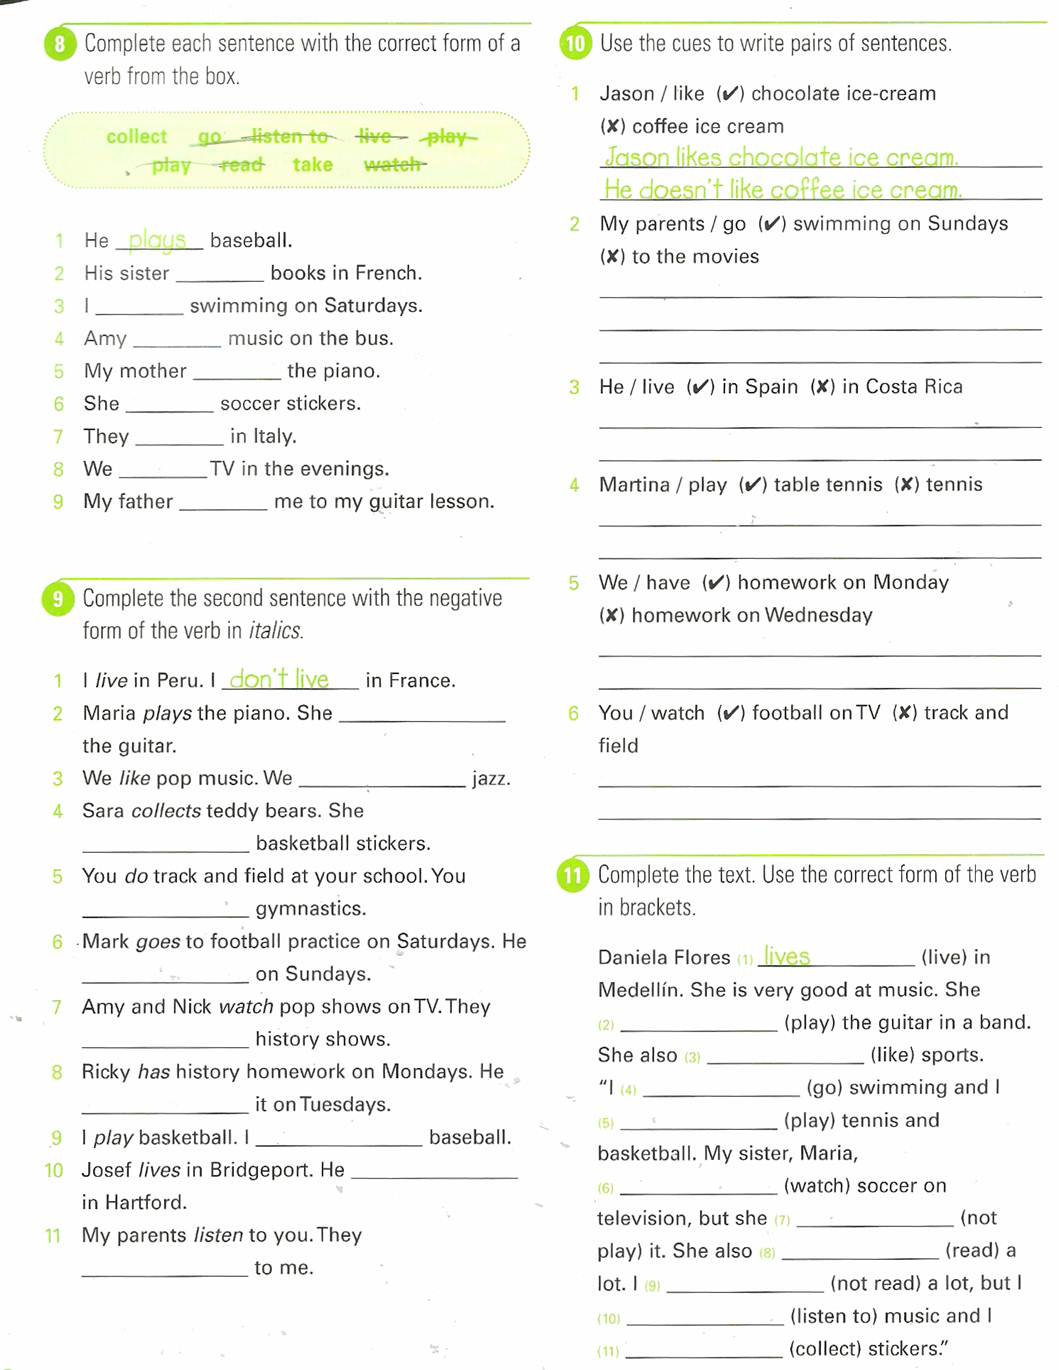 8 Complete each sentence with the correct form of a
verb from the box.
collect go listen to live play
play read take watch
1 He plays baseball.
2 His sister ________ books in French.
3 I ________ swimming on Saturdays.
4 Amy ________ music on the bus.
5 My mother ________ the piano.
6 She ________ soccer stickers.
7 They ________ in Italy.
8 We ________ TV in the evenings.
9 My father ________ me to my guitar lesson.
9 Complete the second sentence with the negative
form of the verb in italics.
1 I live in Peru. I don't live in France.
2 Maria plays the piano. She ________
the guitar.
3 We like pop music. We ________ jazz.
4 Sara collects teddy bears. She
________ basketball stickers.
5 You do track and field at your school. You
________ gymnastics.
6 Mark goes to football practice on Saturdays. He
________ on Sundays.
7 Amy and Nick watch pop shows on TV. They
________ history shows.
8 Ricky has history homework on Mondays. He
________ it on Tuesdays.
9 I play basketball. I ________ baseball.
10 Josef lives in Bridgeport. He ________
in Hartford.
11 My parents listen to you. They
________ to me.
10 Use the cues to write pairs of sentences.
1 Jason / like (✔) chocolate ice-cream
(✘) coffee ice cream
Jason likes chocolate ice cream.
He doesn't like coffee ice cream.
2 My parents / go (✔) swimming on Sundays
(✘) to the movies
3 He / live (✔) in Spain (✘) in Costa Rica
4 Martina / play (✔) table tennis (✘) tennis
5 We / have (✔) homework on Monday
(✘) homework on Wednesday
6 You / watch (✔) football on TV (✘) track and
field
11 Complete the text. Use the correct form of the verb
in brackets.
Daniela Flores (1) lives (live) in
Medellín. She is very good at music. She
(2) ________ (play) the guitar in a band.
She also (3) ________ (like) sports.
"I (4) ________ (go) swimming and I
(5) ________ (play) tennis and
basketball. My sister, Maria,
(6) ________ (watch) soccer on
television, but she (7) ________ (not
play) it. She also (8) ________ (read) a
lot. I (9) ________ (not read) a lot, but I
(10) ________ (listen to) music and I
(11) ________ (collect) stickers."